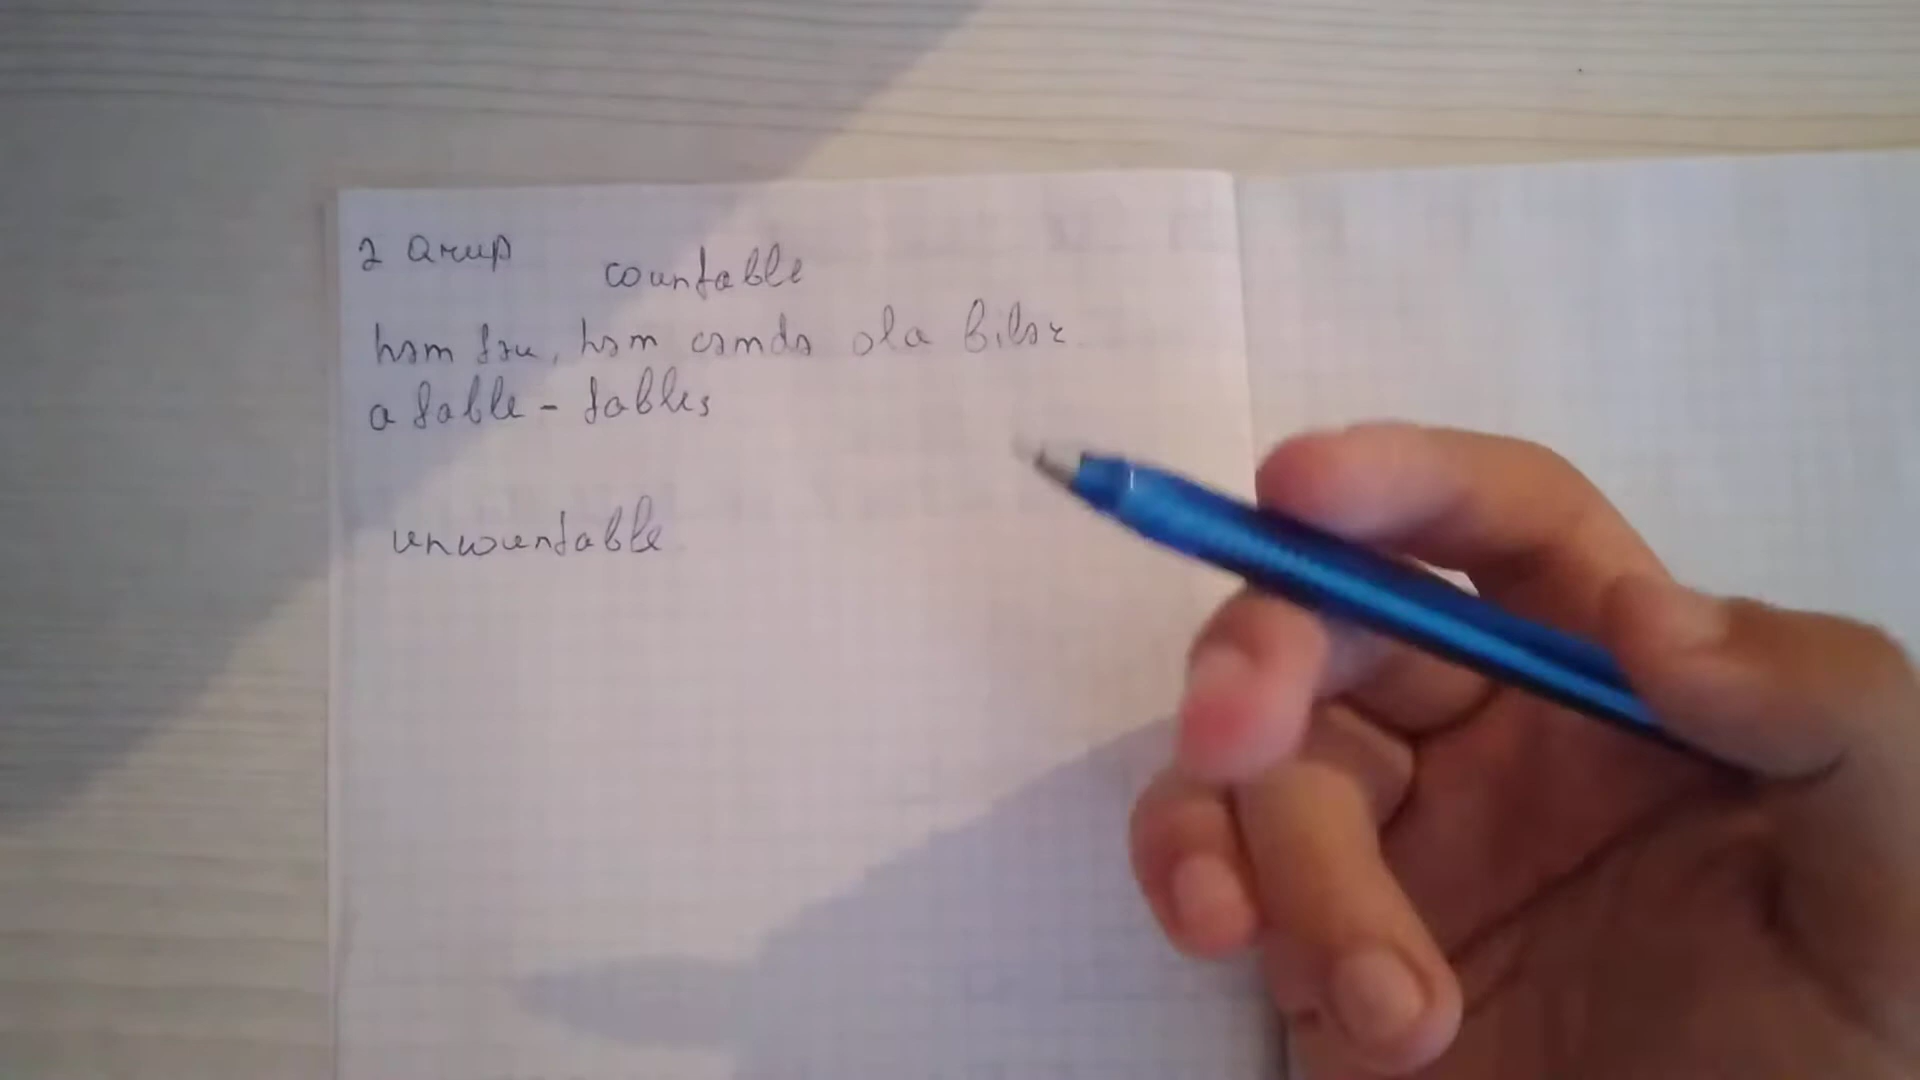 2 qrup
countable
həm tək, həm cəmdə ola bilər
a table - tables
uncountable